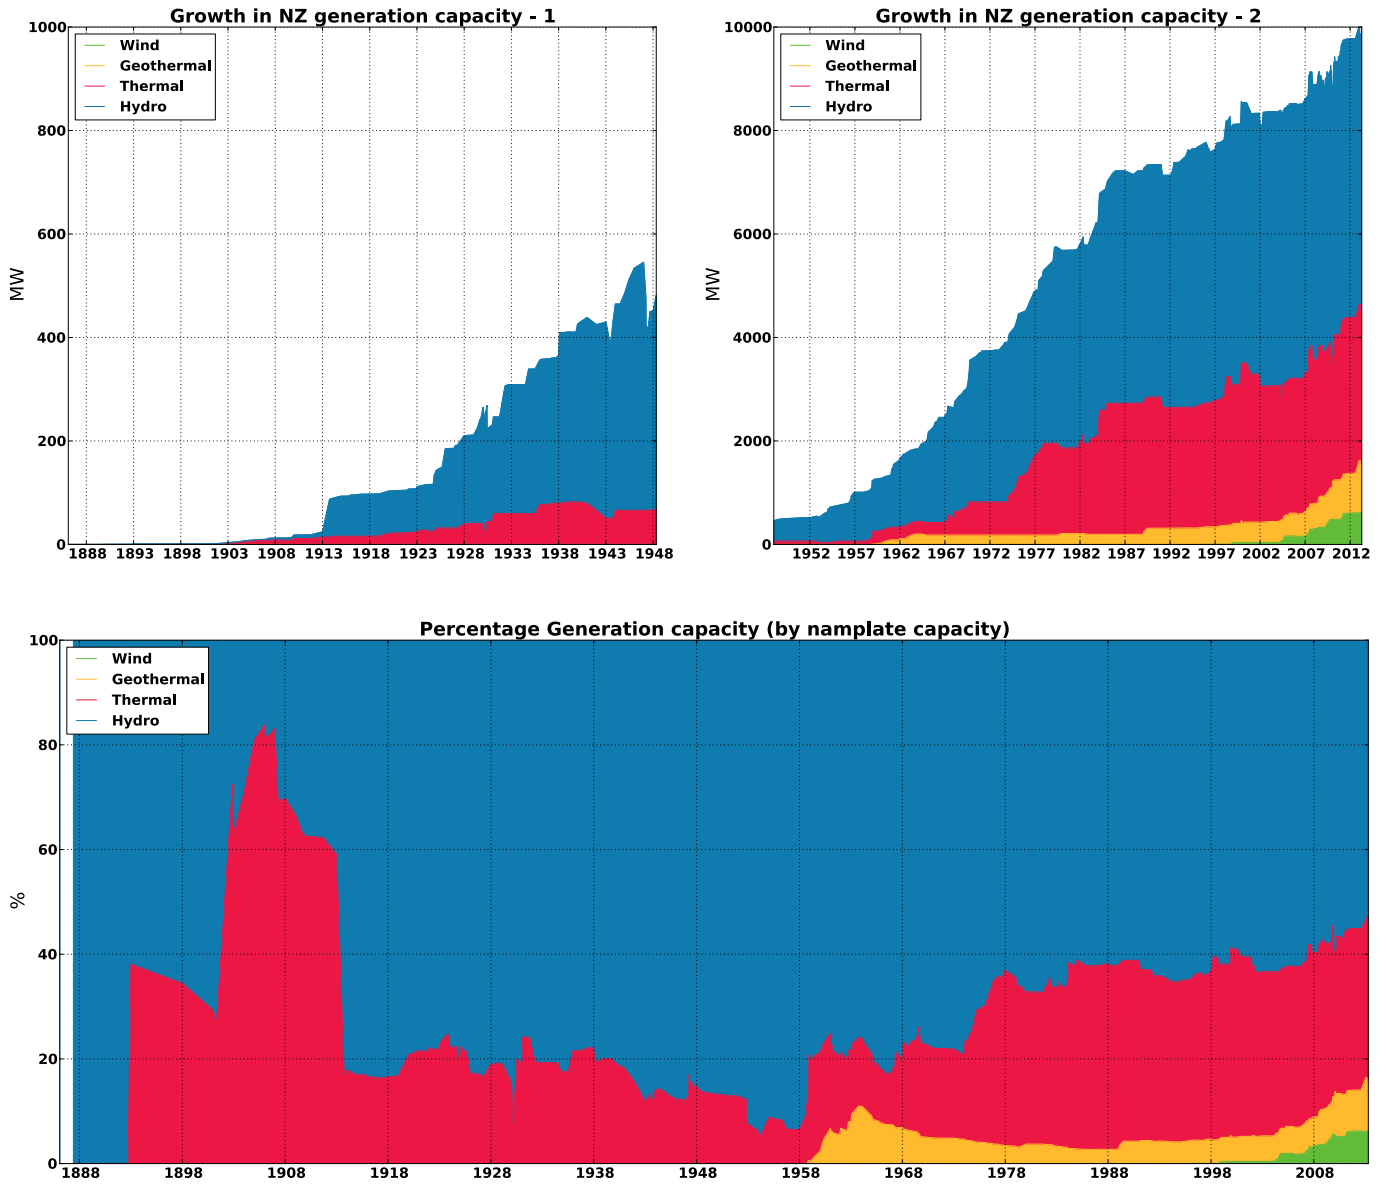 Growth in NZ generation capacity - 1
1000
800
600
400
200
0
MW
Wind
Geothermal
Thermal
Hydro
1888 1893 1898 1903 1908 1913 1918 1923 1928 1933 1938 1943 1948
Growth in NZ generation capacity - 2
10000
8000
6000
4000
2000
0
MW
Wind
Geothermal
Thermal
Hydro
1952 1957 1962 1967 1972 1977 1982 1987 1992 1997 2002 2007 2012
Percentage Generation capacity (by namplate capacity)
100
80
60
40
20
0
%
Wind
Geothermal
Thermal
Hydro
1888 1898 1908 1918 1928 1938 1948 1958 1968 1978 1988 1998 2008